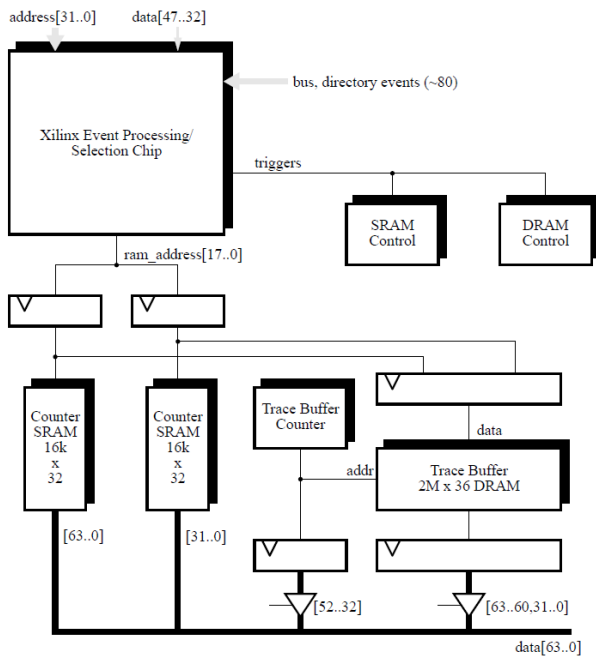 address[31..0]
data[47..32]
bus, directory events (~80)
Xilinx Event Processing/
Selection Chip
triggers
SRAM
Control
DRAM
Control
ram_address[17..0]
Counter
SRAM
16k
x
32
Counter
SRAM
16k
x
32
Trace Buffer
Counter
data
addr
Trace Buffer
2M x 36 DRAM
[63..0]
[31..0]
[52..32]
[63..60,31..0]
data[63..0]